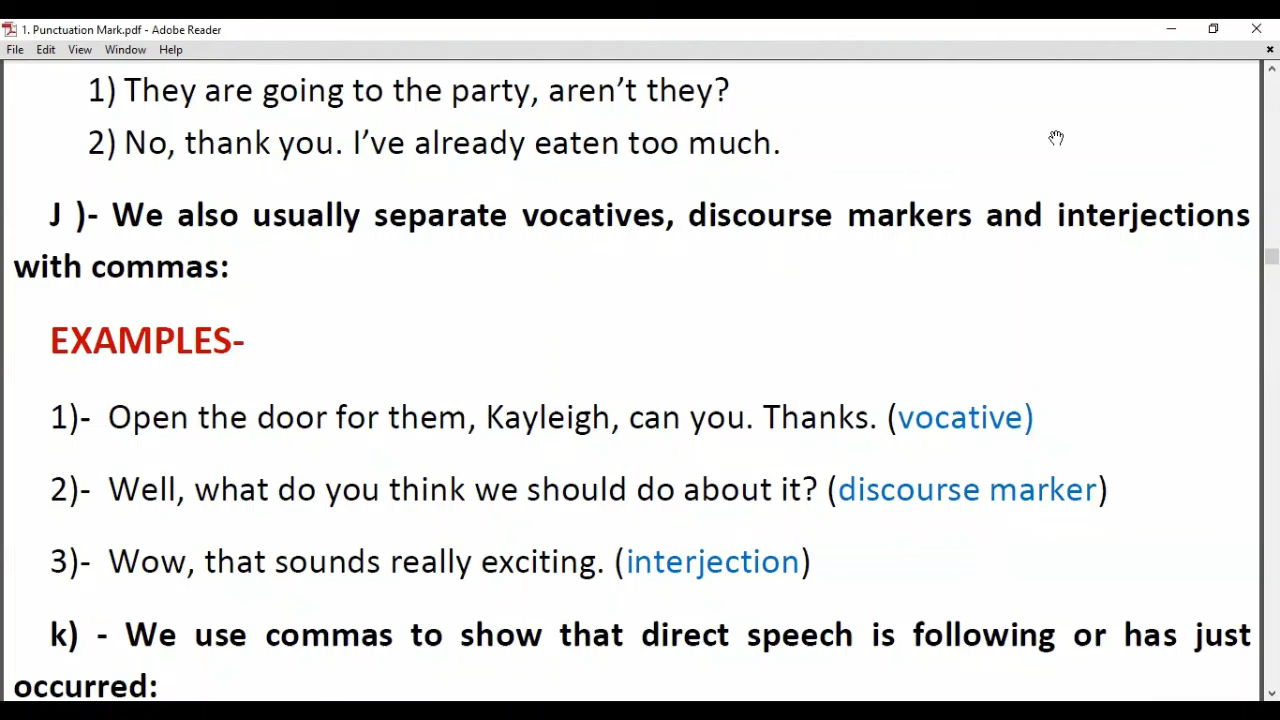 1. Punctuation Mark.pdf - Adobe Reader
File Edit View Window Help
1) They are going to the party, aren’t they?
2) No, thank you. I’ve already eaten too much.
J )- We also usually separate vocatives, discourse markers and interjections
with commas:
EXAMPLES-
1)- Open the door for them, Kayleigh, can you. Thanks. (vocative)
2)- Well, what do you think we should do about it? (discourse marker)
3)- Wow, that sounds really exciting. (interjection)
k) - We use commas to show that direct speech is following or has just
occurred: